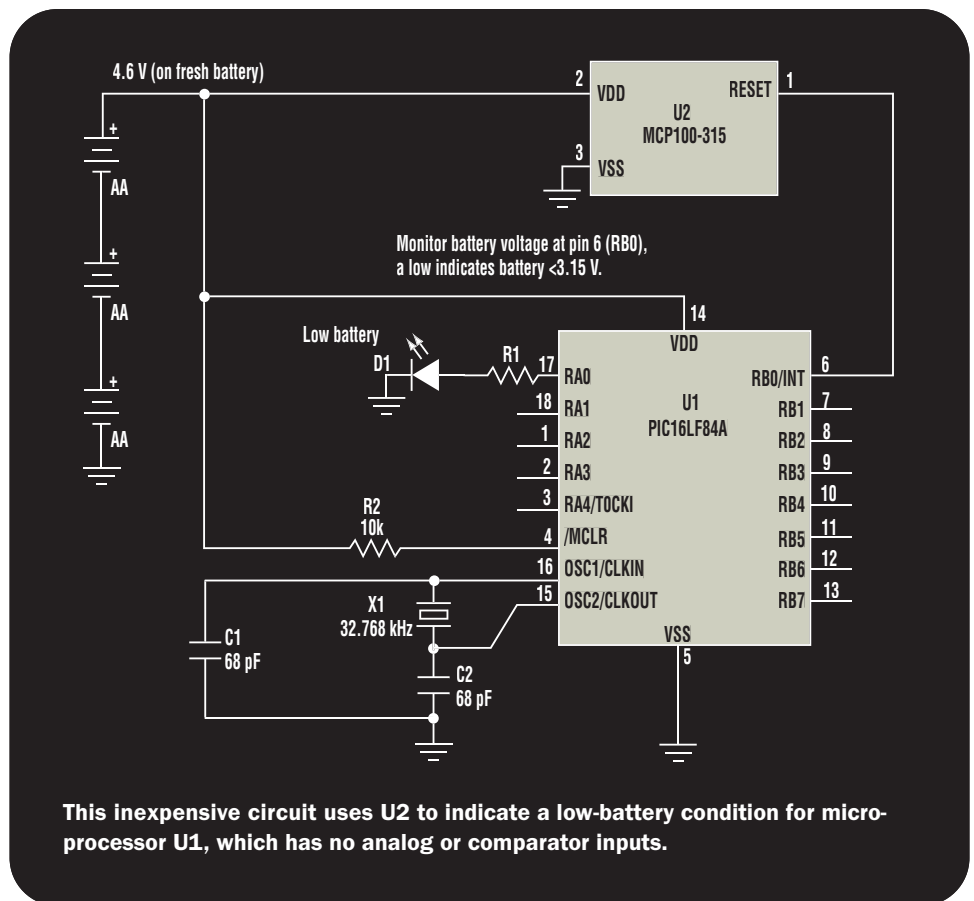 4.6 V (on fresh battery)
+
AA
+
AA
+
AA
2
VDD
RESET
1
U2
MCP100-315
3
VSS
Monitor battery voltage at pin 6 (RB0),
a low indicates battery <3.15 V.
14
VDD
Low battery
D1
R1
17
RA0
18
RA1
1
RA2
2
RA3
3
RA4/T0CKI
R2
10k
4
/MCLR
16
OSC1/CLKIN
15
OSC2/CLKOUT
U1
PIC16LF84A
RB0/INT
6
RB1
7
RB2
8
RB3
9
RB4
10
RB5
11
RB6
12
RB7
13
VSS
5
X1
32.768 kHz
C1
68 pF
C2
68 pF
This inexpensive circuit uses U2 to indicate a low-battery condition for micro-
processor U1, which has no analog or comparator inputs.